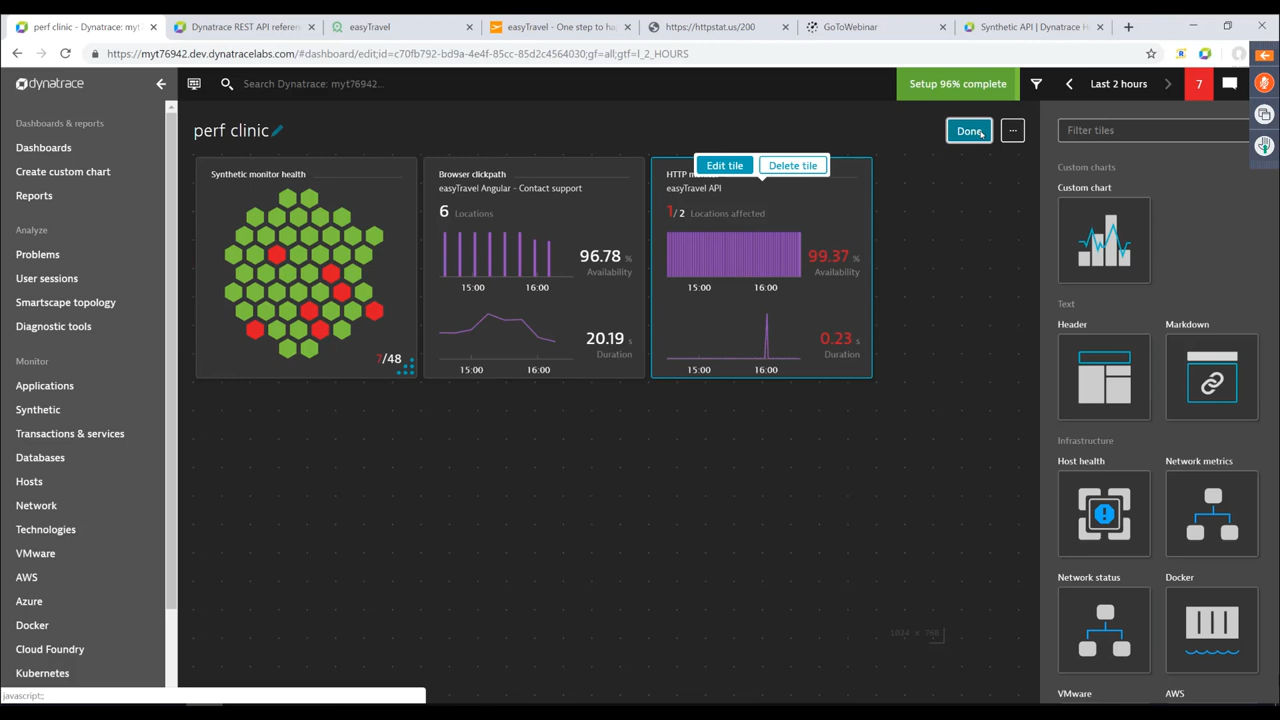 perf clinic - Dynatrace: myt76942
Dynatrace REST API referen
easyTravel
easyTravel - One step to ha
https://httpstat.us/200
GoToWebinar
Synthetic API | Dynatrace H
https://myt76942.dev.dynatracelabs.com/#dashboard/edit;id=c70fb792-bd9a-4e4f-85cc-85d2c4564030;gf=all;gtf=l_2_HOURS
dynatrace
Search Dynatrace: myt76942...
Setup 96% complete
Last 2 hours
7
Dashboards & reports
Dashboards
Create custom chart
Reports
Analyze
Problems
User sessions
Smartscape topology
Diagnostic tools
Monitor
Applications
Synthetic
Transactions & services
Databases
Hosts
Network
Technologies
VMware
AWS
Azure
Docker
Cloud Foundry
Kubernetes
javascript:;
perf clinic
Done
...
Edit tile
Delete tile
Synthetic monitor health
7/48
Browser clickpath
easyTravel Angular - Contact support
6 Locations
96.78 %
Availability
15:00 16:00
20.19 s
Duration
15:00 16:00
HTTP m
easyTravel API
1/ 2 Locations affected
99.37 %
Availability
15:00 16:00
0.23 s
Duration
15:00 16:00
1024 x 768
Filter tiles
Custom charts
Custom chart
Text
Header
Markdown
Infrastructure
Host health
Network metrics
Network status
Docker
VMware
AWS